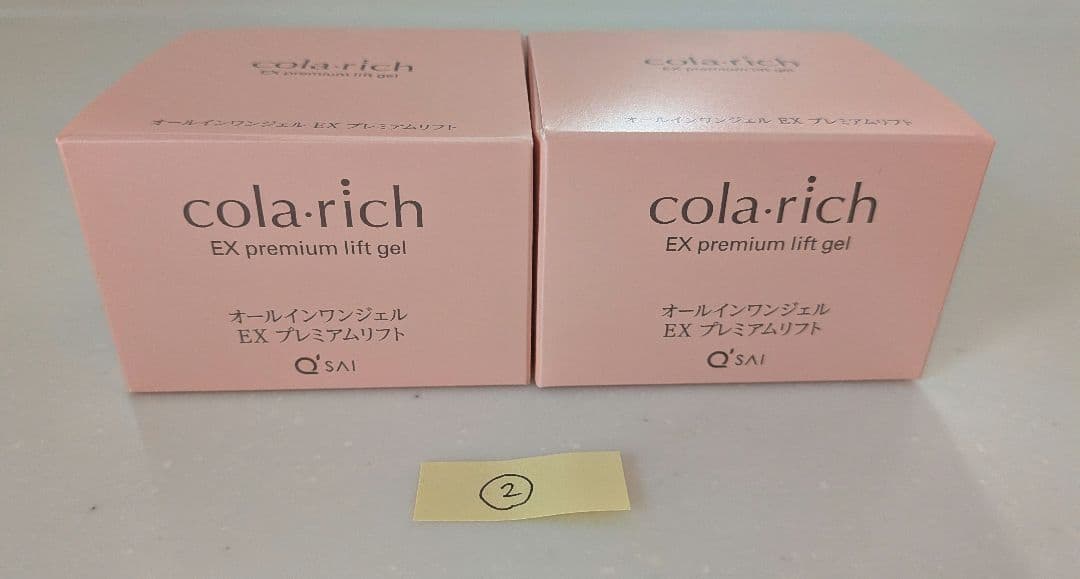 cola·rich
EX premium lift gel
オールインワンジェル EX プレミアムリフト
cola·rich
EX premium lift gel
オールインワンジェル
EX プレミアムリフト
Q'SAI
cola·rich
EX premium lift gel
オールインワンジェル EX プレミアムリフト
cola·rich
EX premium lift gel
オールインワンジェル
EX プレミアムリフト
Q'SAI
②